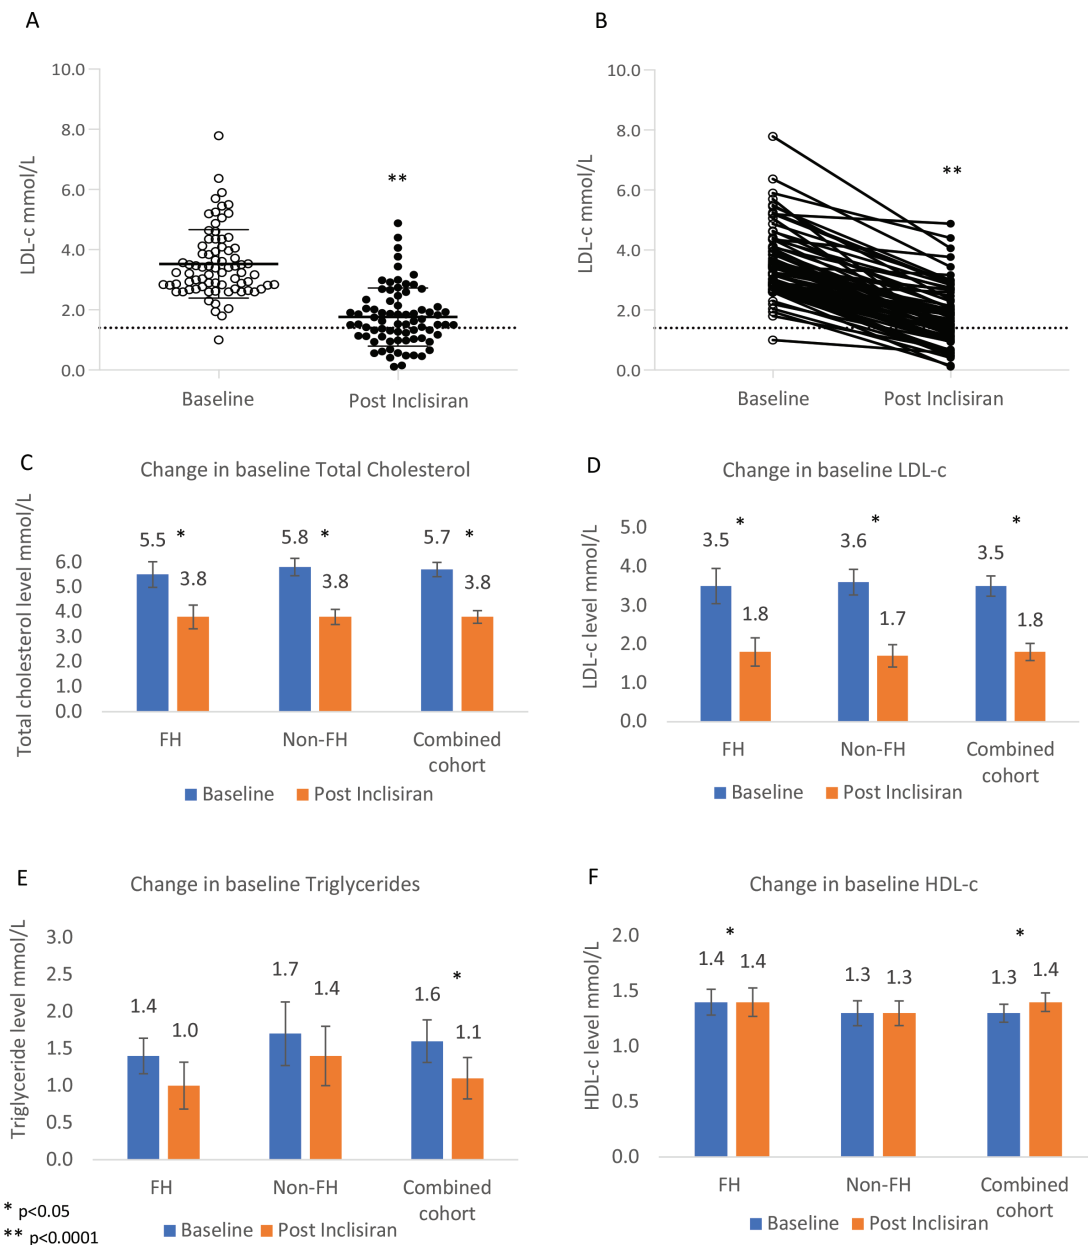 A
LDL-c mmol/L
10.0
8.0
6.0
4.0
2.0
0.0
**
Baseline
Post Inclisiran
B
LDL-c mmol/L
10.0
8.0
6.0
4.0
2.0
0.0
**
Baseline
Post Inclisiran
C
Change in baseline Total Cholesterol
Total cholesterol level mmol/L
6.0
5.0
4.0
3.0
2.0
1.0
0.0
5.5
*
3.8
5.8
*
3.8
5.7
*
3.8
FH
Non-FH
Combined
cohort
Baseline
Post Inclisiran
D
Change in baseline LDL-c
LDL-c level mmol/L
5.0
4.0
3.0
2.0
1.0
0.0
3.5
*
1.8
3.6
*
1.7
3.5
*
1.8
FH
Non-FH
Combined
cohort
Baseline
Post Inclisiran
E
Change in baseline Triglycerides
Triglyceride level mmol/L
3.0
2.5
2.0
1.5
1.0
0.5
0.0
1.4
1.0
1.7
1.4
1.6
*
1.1
FH
Non-FH
Combined
cohort
Baseline
Post Inclisiran
* p<0.05
** p<0.0001
F
Change in baseline HDL-c
HDL-c level mmol/L
2.0
1.5
1.0
0.5
0.0
1.4
*
1.4
1.3
1.3
1.3
*
1.4
FH
Non-FH
Combined
cohort
Baseline
Post Inclisiran